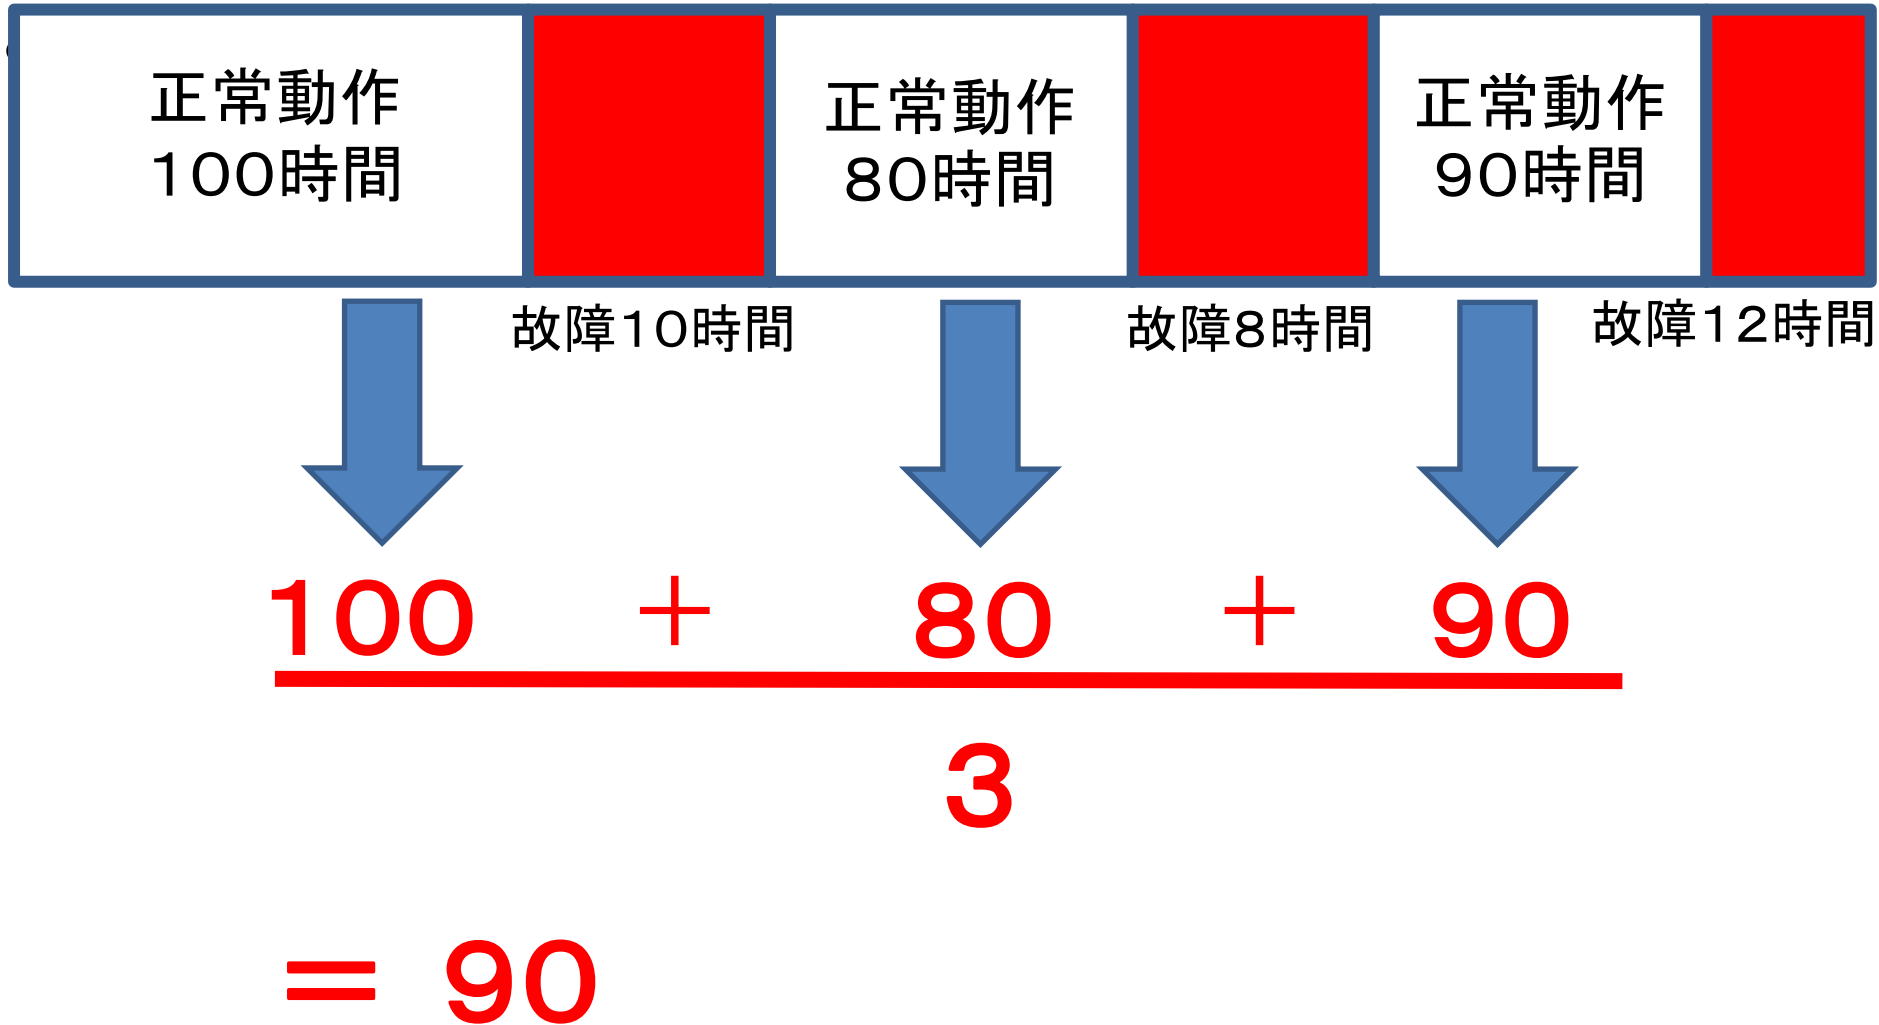 正常動作
100時間
正常動作
80時間
正常動作
90時間
故障10時間
故障8時間
故障12時間
100 + 80 + 90
3
= 90